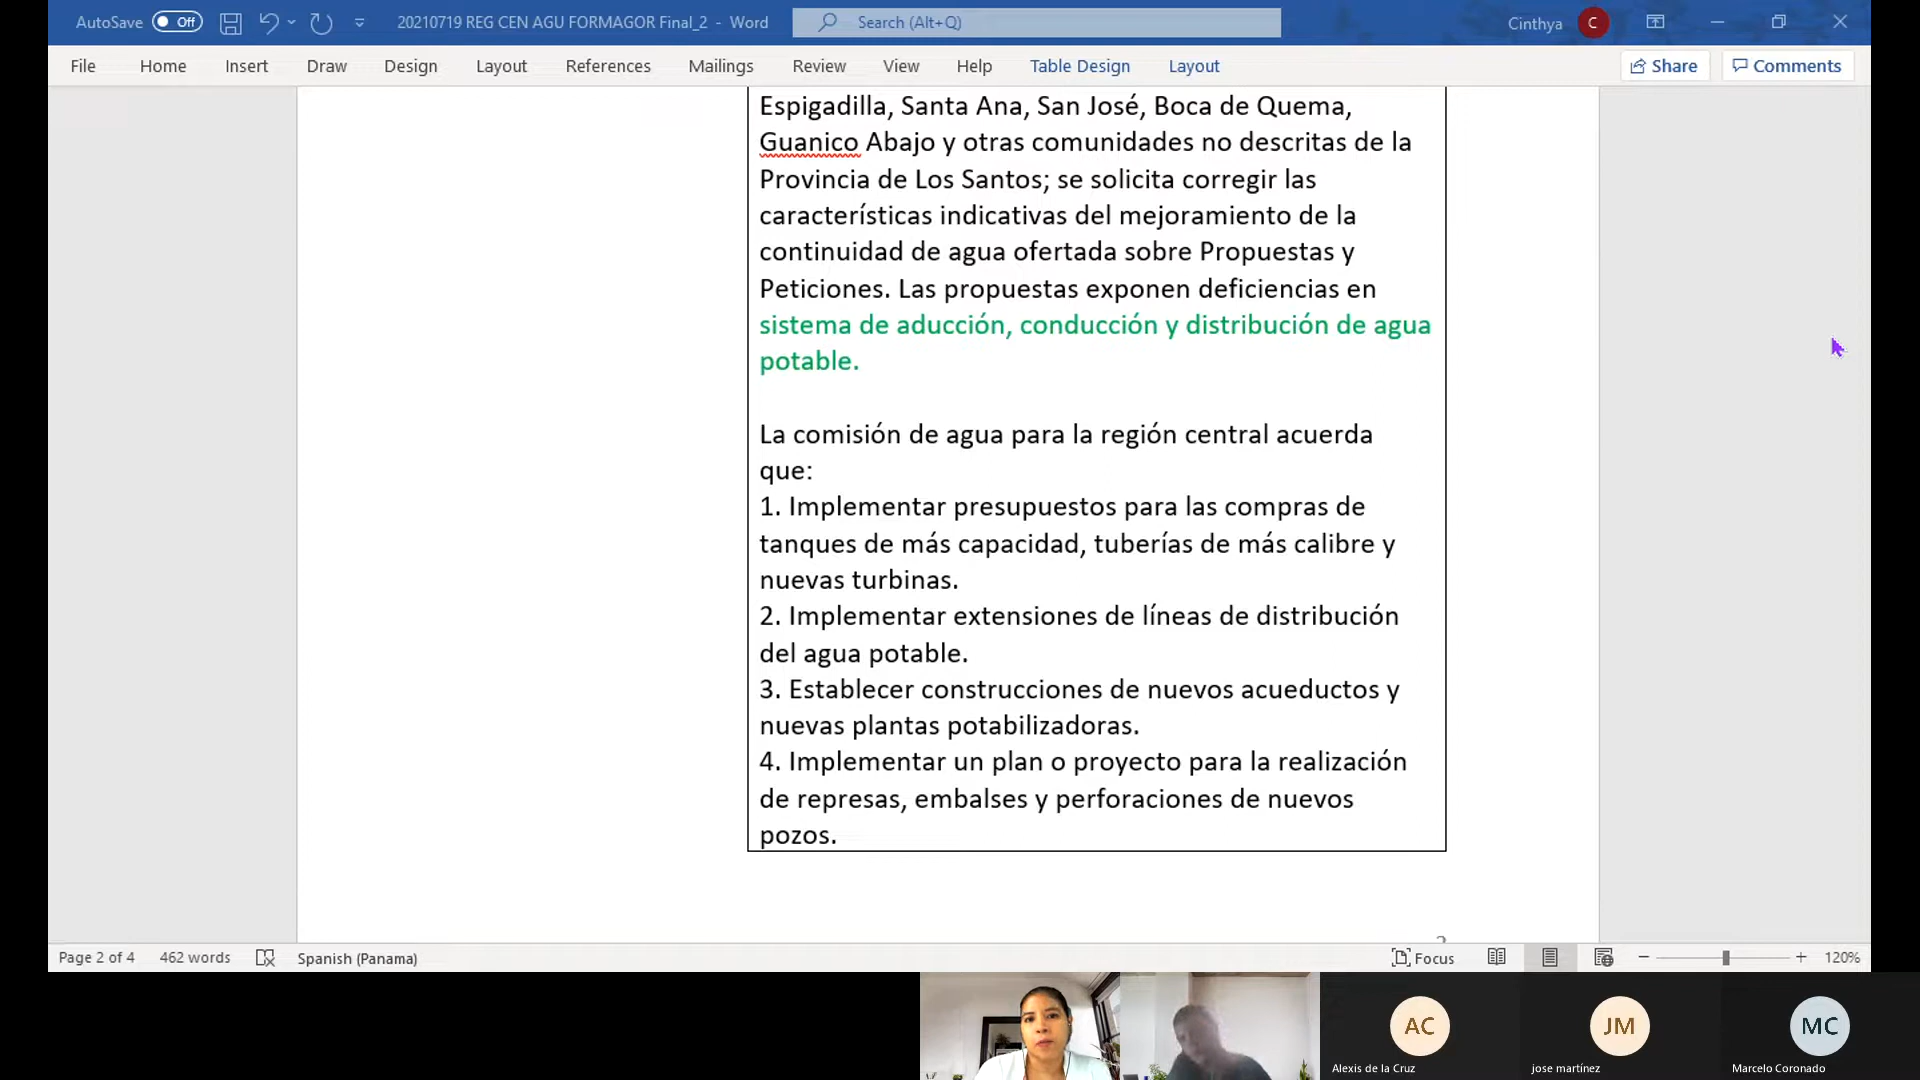 AutoSave Off 20210719 REG CEN AGU FORMAGOR Final_2 - Word Search (Alt+Q) Cinthya C
File Home Insert Draw Design Layout References Mailings Review View Help Table Design Layout Share Comments
Espigadilla, Santa Ana, San José, Boca de Quema,
Guanico Abajo y otras comunidades no descritas de la
Provincia de Los Santos; se solicita corregir las
características indicativas del mejoramiento de la
continuidad de agua ofertada sobre Propuestas y
Peticiones. Las propuestas exponen deficiencias en
sistema de aducción, conducción y distribución de agua
potable.
La comisión de agua para la región central acuerda
que:
1. Implementar presupuestos para las compras de
tanques de más capacidad, tuberías de más calibre y
nuevas turbinas.
2. Implementar extensiones de líneas de distribución
del agua potable.
3. Establecer construcciones de nuevos acueductos y
nuevas plantas potabilizadoras.
4. Implementar un plan o proyecto para la realización
de represas, embalses y perforaciones de nuevos
pozos.
Page 2 of 4 462 words Spanish (Panama) Focus 120%
AC JM MC
Alexis de la Cruz jose martínez Marcelo Coronado